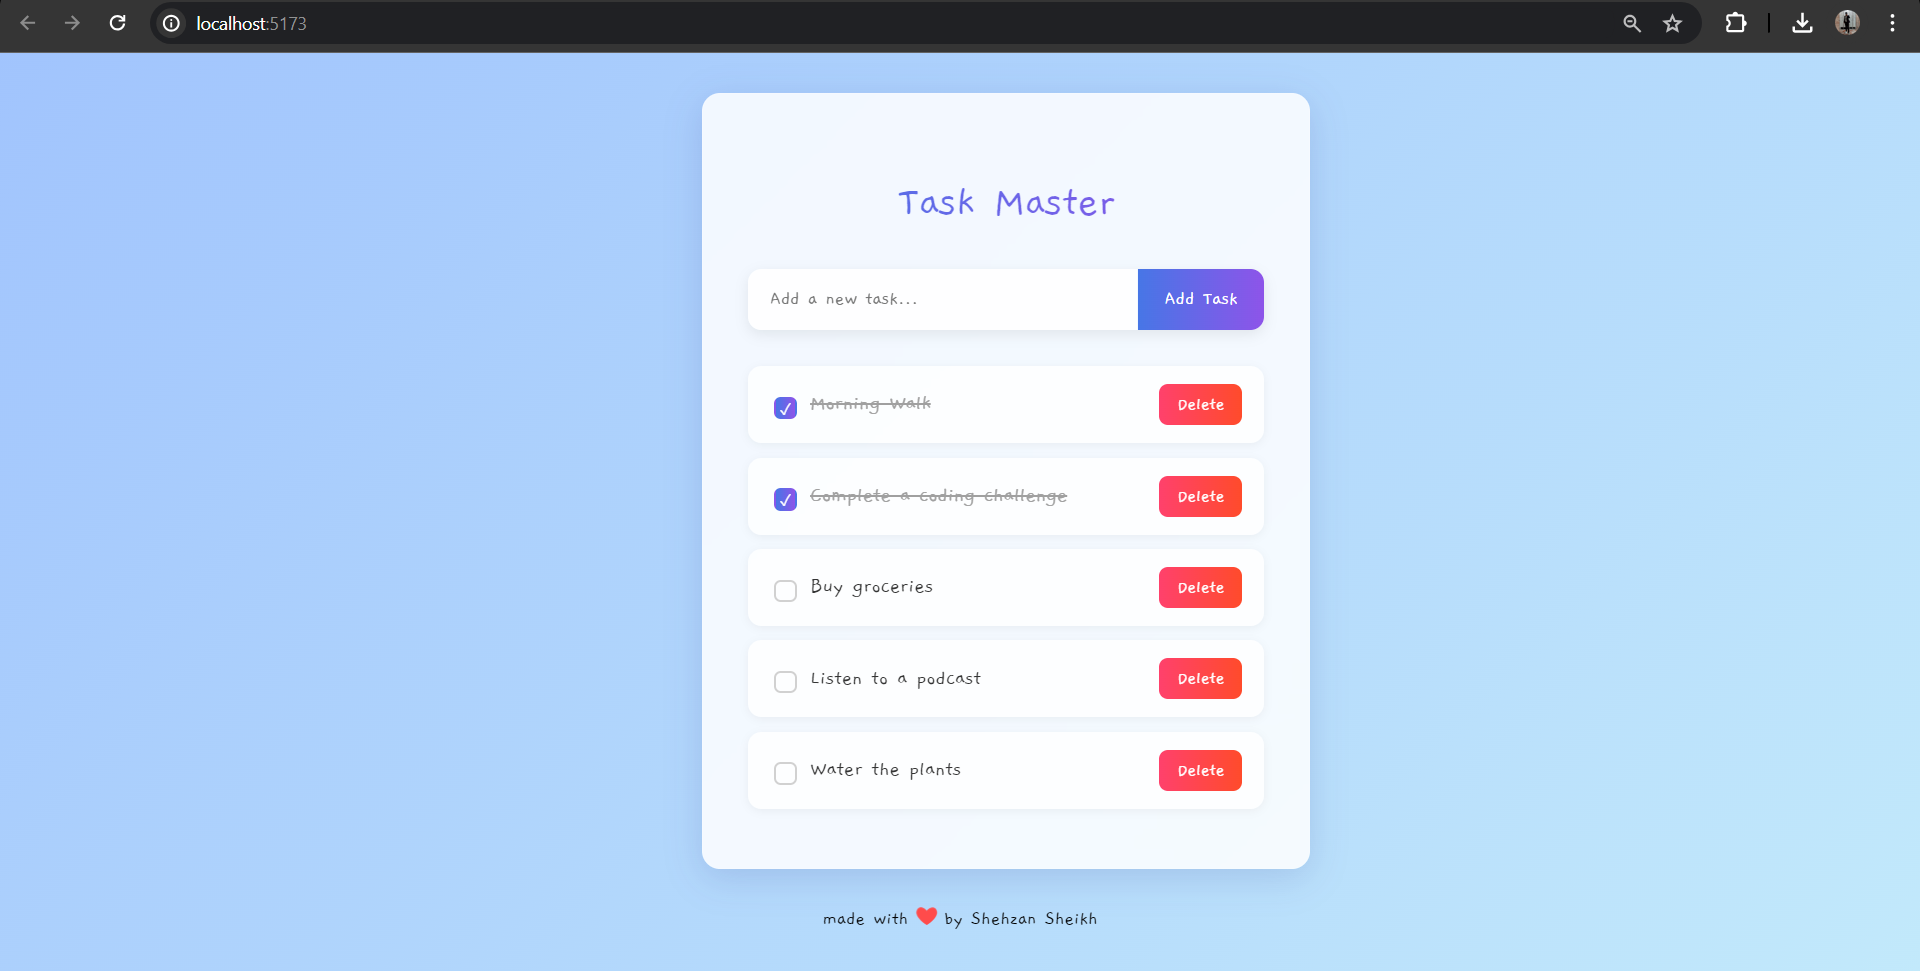 localhost:5173
Task Master
Add a new task...
Add Task
Morning Walk
Delete
Complete a coding challenge
Delete
Buy groceries
Delete
Listen to a podcast
Delete
Water the plants
Delete
made with ❤️ by Shehzan Sheikh